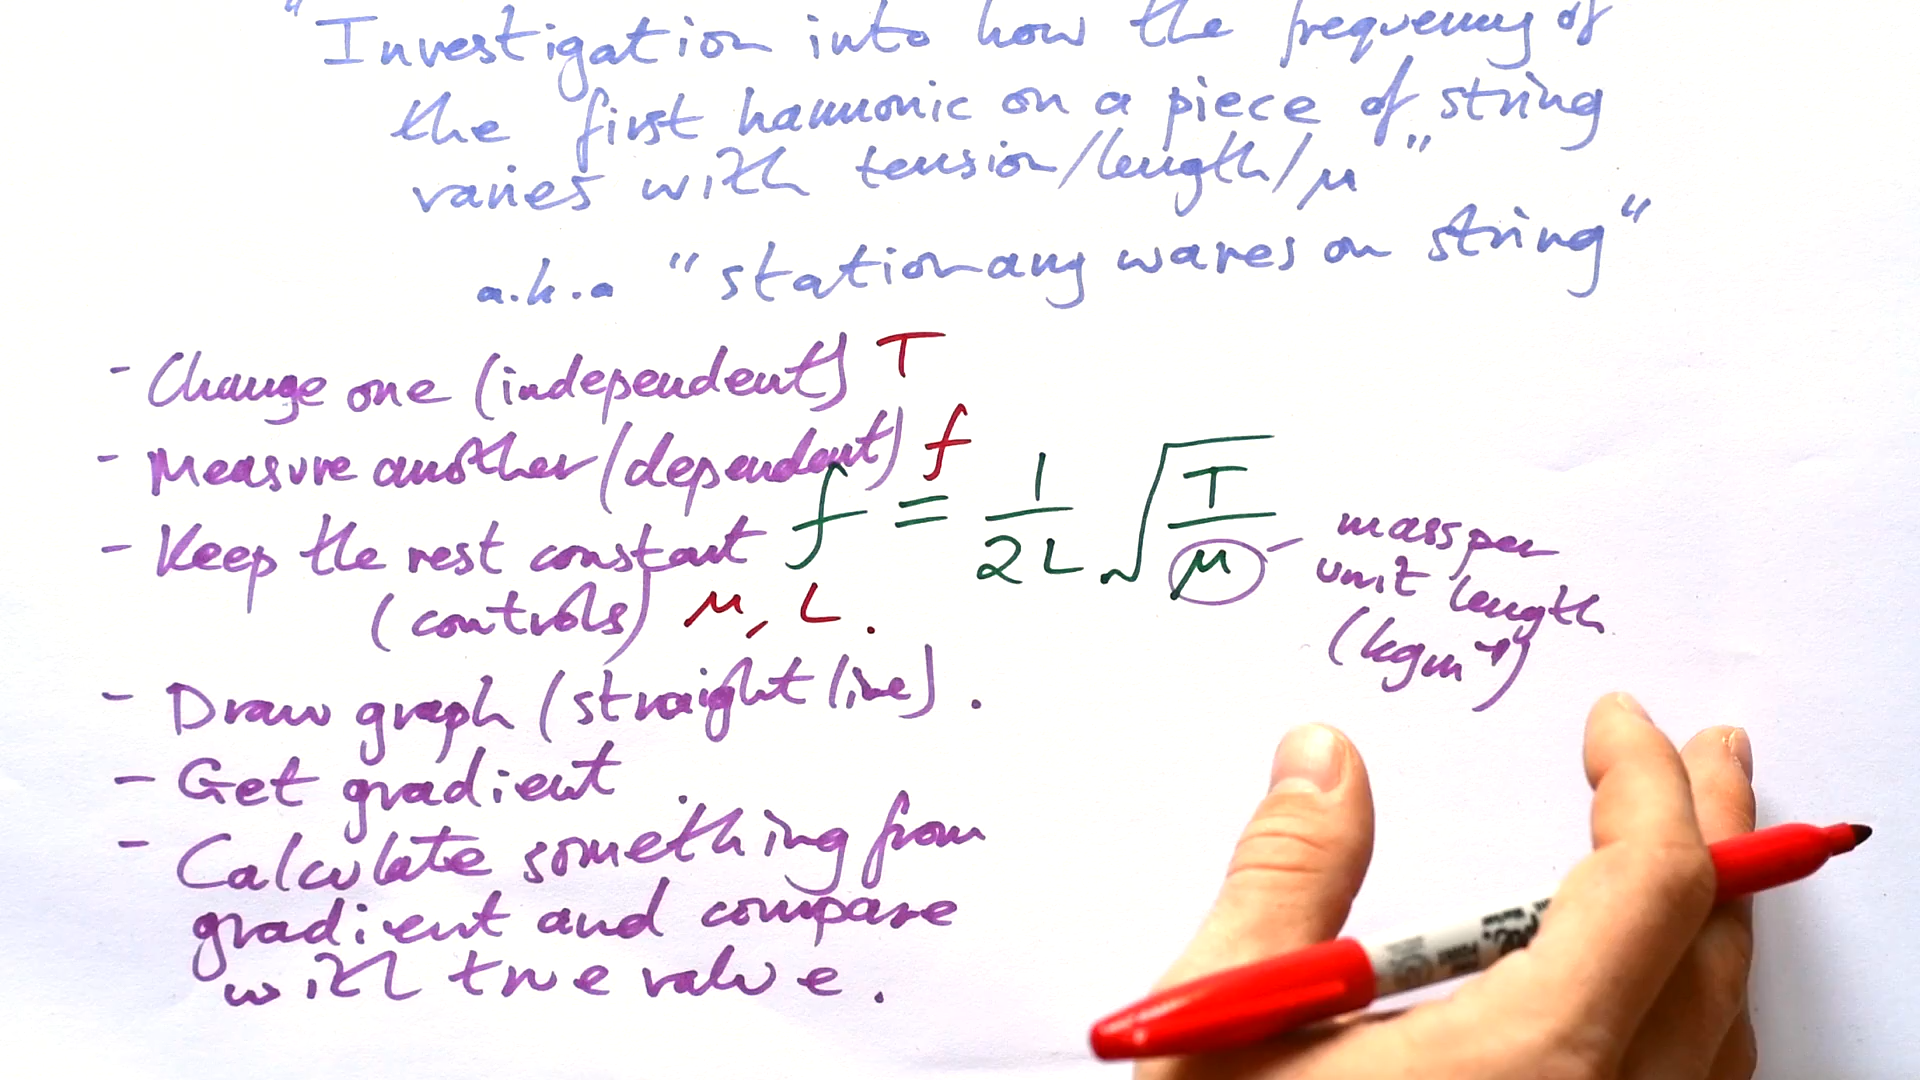 "Investigation into how the frequency of
the first harmonic on a piece of string
varies with tension/length/μ"
a.k.a "stationary waves on string"
- Change one (independent) T
- Measure another (dependent) f
- Keep the rest constant
(controls) μ, L.
f = 1/2L √T/μ
mass per
unit length
(kgm⁻¹)
- Draw graph (straight line).
- Get gradient
- Calculate something from
gradient and compare
with true value.